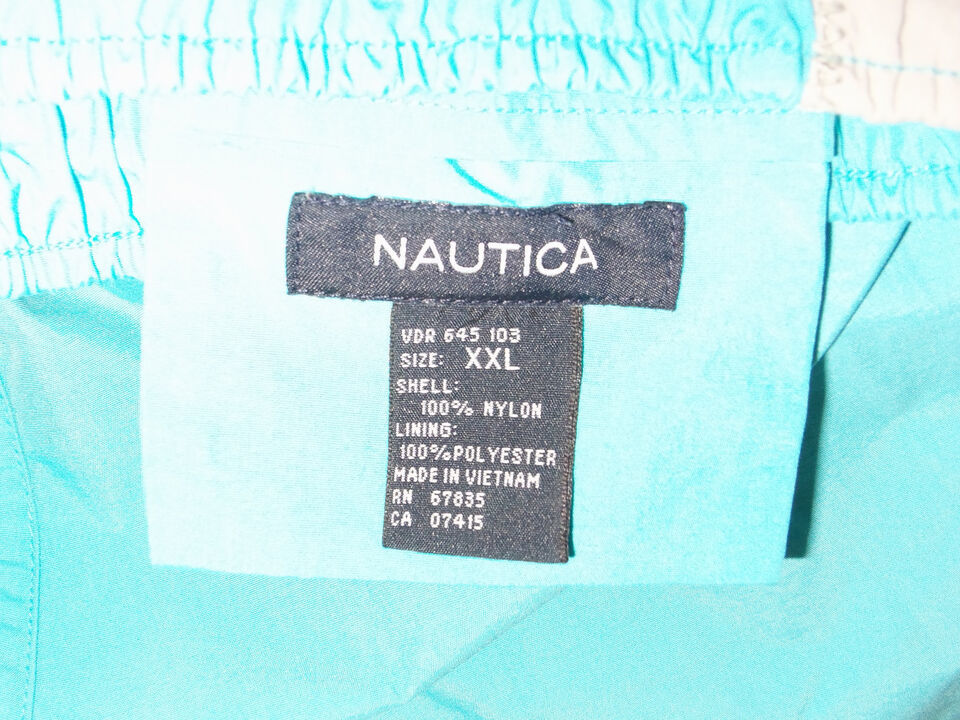 NAUTICA
VDR 645 103
SIZE: XXL
SHELL:
100% NYLON
LINING:
100% POLYESTER
MADE IN VIETNAM
RN 67835
CA 07415